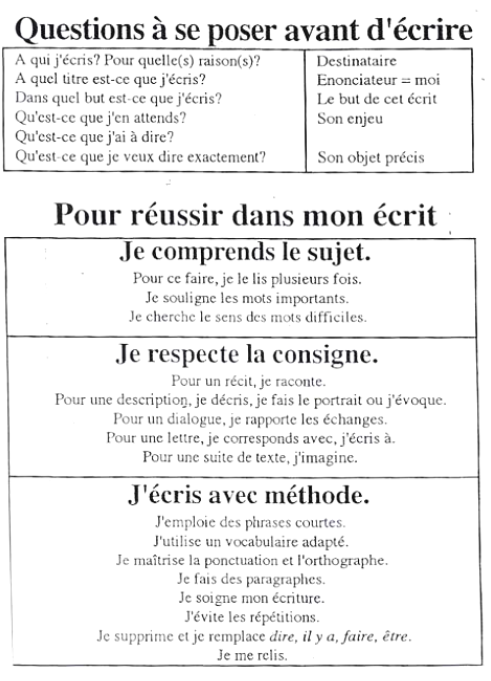 Questions à se poser avant d'écrire
A qui j'écris? Pour quelle(s) raison(s)? Destinataire
A quel titre est-ce que j'écris? Enonciateur = moi
Dans quel but est-ce que j'écris? Le but de cet écrit
Qu'est-ce que j'en attends? Son enjeu
Qu'est-ce que j'ai à dire?
Qu'est-ce que je veux dire exactement? Son objet précis
Pour réussir dans mon écrit
Je comprends le sujet.
Pour ce faire, je le lis plusieurs fois.
Je souligne les mots importants.
Je cherche le sens des mots difficiles.
Je respecte la consigne.
Pour un récit, je raconte.
Pour une description, je décris, je fais le portrait ou j'évoque.
Pour un dialogue, je rapporte les échanges.
Pour une lettre, je corresponds avec, j'écris à.
Pour une suite de texte, j'imagine.
J'écris avec méthode.
J'emploie des phrases courtes.
J'utilise un vocabulaire adapté.
Je maîtrise la ponctuation et l'orthographe.
Je fais des paragraphes.
Je soigne mon écriture.
J'évite les répétitions.
Je supprime et je remplace dire, il y a, faire, être.
Je me relis.